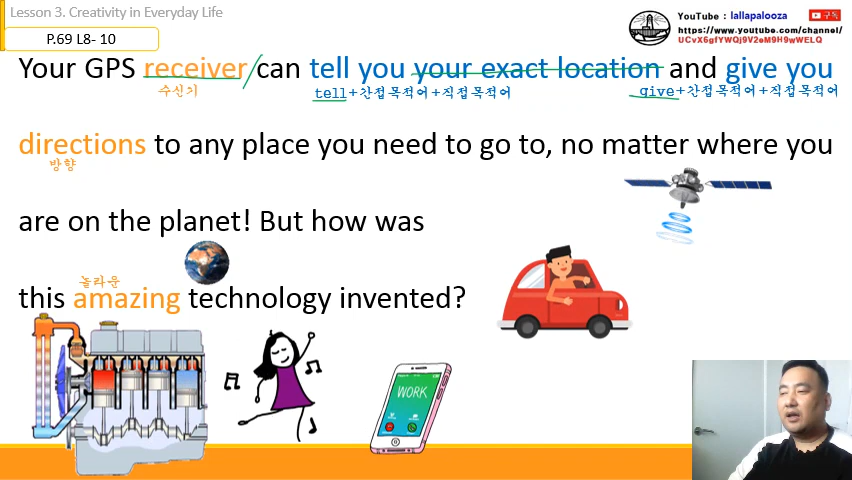 Lesson 3. Creativity in Everyday Life
P.69 L8- 10
YouTube : lallapalooza 구독
https://www.youtube.com/channel/
UCvX6gfYWQj9V2eM9H9wWELQ
Your GPS receiver can tell you your exact location and give you
수신기 tell+간접목적어+직접목적어 give+간접목적어+직접목적어
directions to any place you need to go to, no matter where you
방향
are on the planet! But how was
놀라운
this amazing technology invented?
WORK